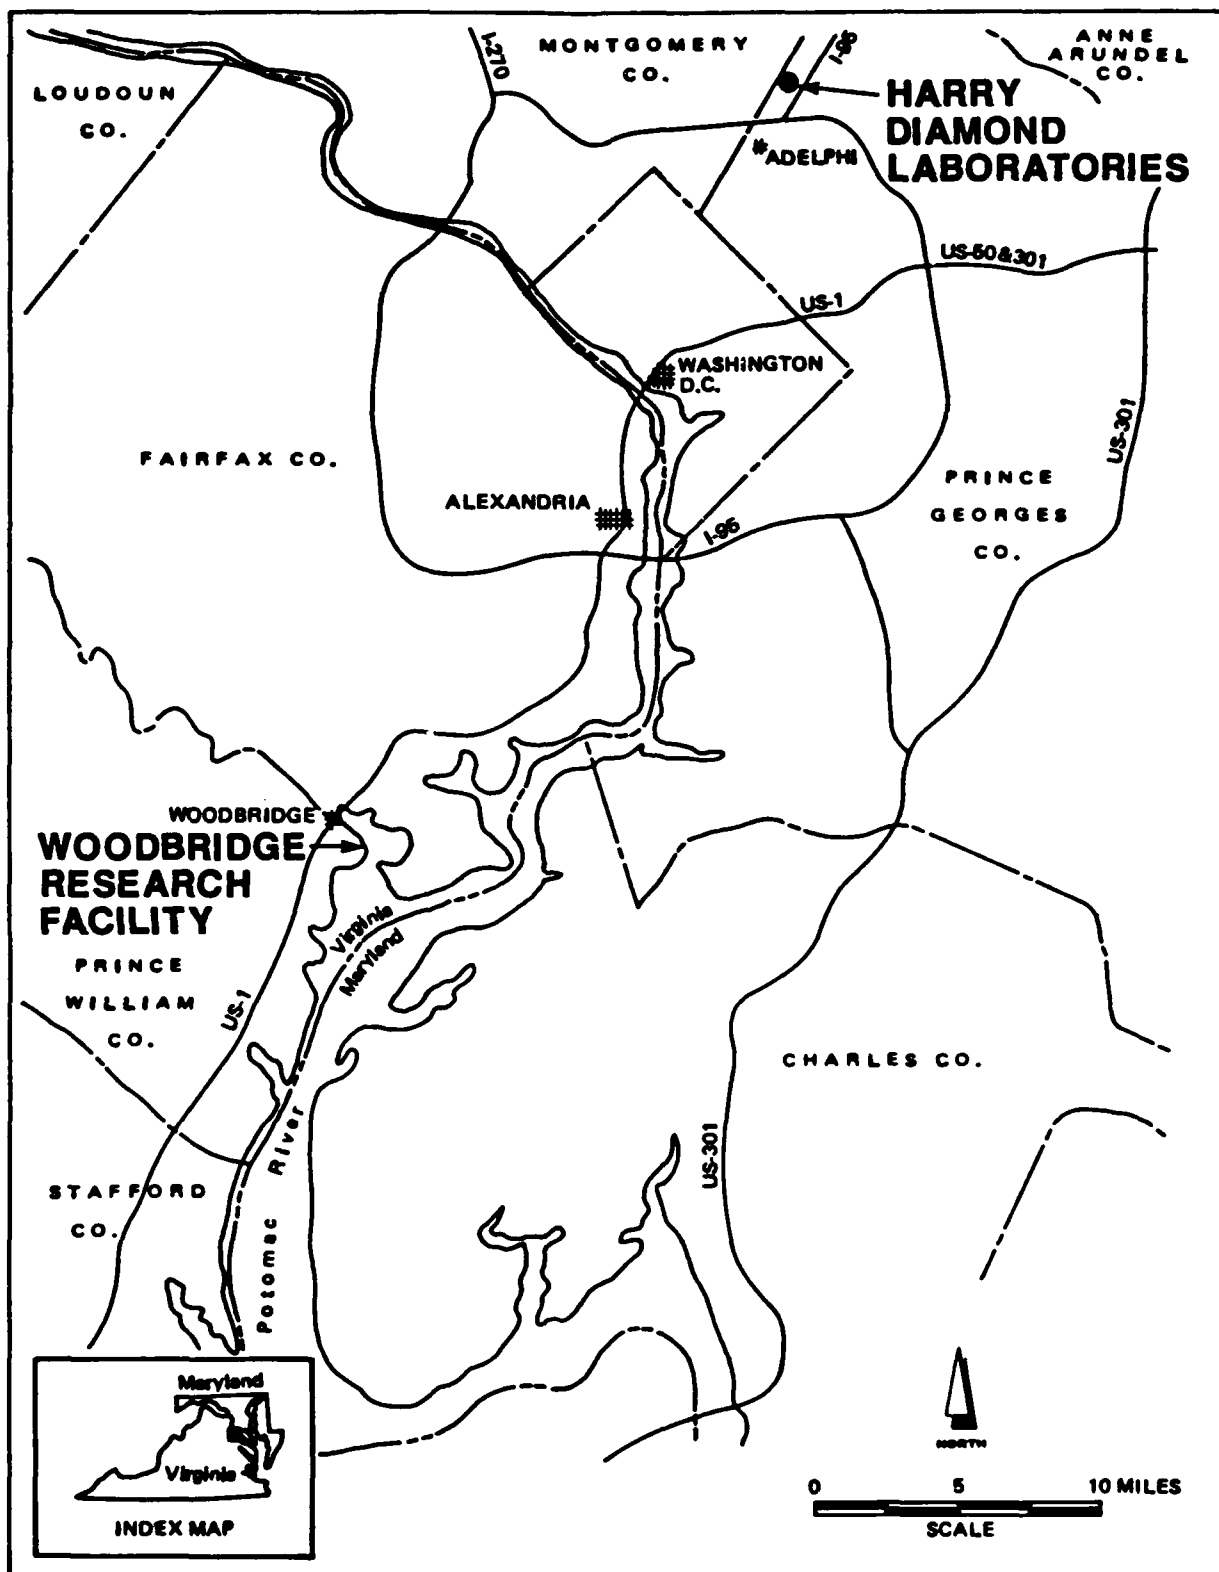 I-270
MONTGOMERY
CO.
I-95
ANNE
ARUNDEL
CO.
LOUDOUN
CO.
HARRY
DIAMOND
LABORATORIES
ADELPHI
US-50&301
US-1
WASHINGTON
D.C.
US-301
FAIRFAX CO.
PRINCE
GEORGES
CO.
ALEXANDRIA
I-95
WOODBRIDGE
WOODBRIDGE
RESEARCH
FACILITY
Virginia
Maryland
PRINCE
WILLIAM
CO.
US-1
CHARLES CO.
Potomac River
US-301
STAFFORD
CO.
Maryland
Virginia
INDEX MAP
NORTH
0 5 10 MILES
SCALE